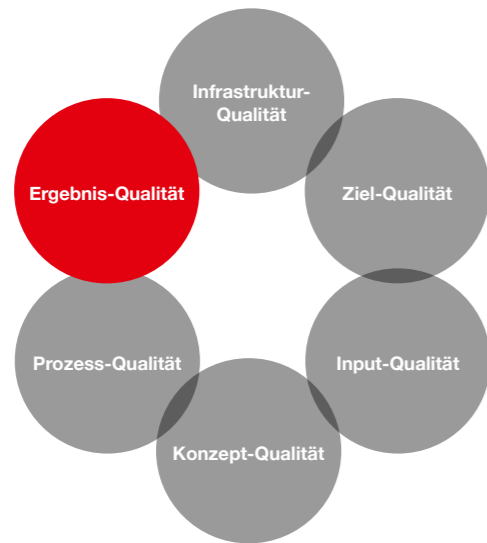 Infrastruktur-
Qualität
Ergebnis-Qualität
Ziel-Qualität
Prozess-Qualität
Input-Qualität
Konzept-Qualität